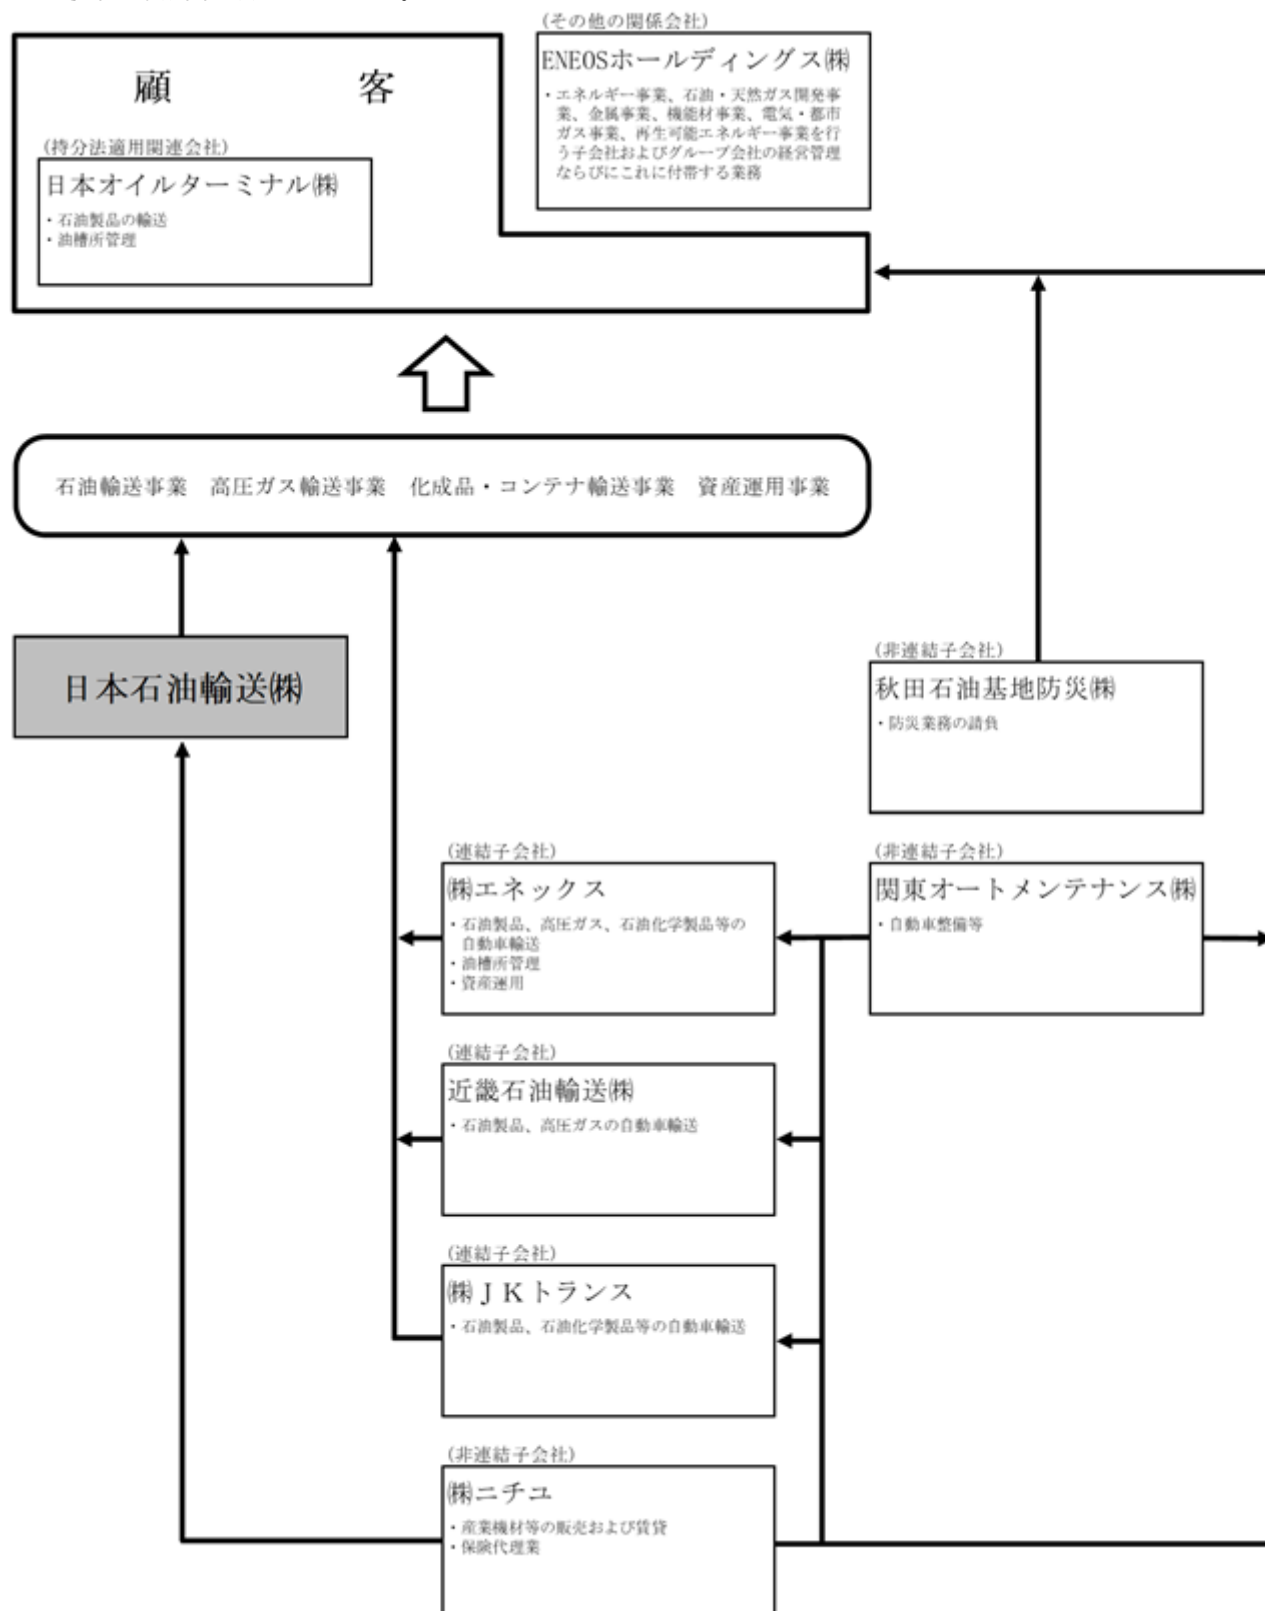 (その他の関係会社)
ENEOSホールディングス㈱
・エネルギー事業、石油・天然ガス開発事
業、金属事業、機能材事業、電気・都市
ガス事業、再生可能エネルギー事業を行
う子会社およびグループ会社の経営管理
ならびにこれに付帯する業務
顧　客
(持分法適用関連会社)
日本オイルターミナル㈱
・石油製品の輸送
・油槽所管理
石油輸送事業　高圧ガス輸送事業　化成品・コンテナ輸送事業　資産運用事業
日本石油輸送㈱
(非連結子会社)
秋田石油基地防災㈱
・防災業務の請負
(連結子会社)
㈱エネックス
・石油製品、高圧ガス、石油化学製品等の
自動車輸送
・油槽所管理
・資産運用
(非連結子会社)
関東オートメンテナンス㈱
・自動車整備等
(連結子会社)
近畿石油輸送㈱
・石油製品、高圧ガスの自動車輸送
(連結子会社)
㈱ＪＫトランス
・石油製品、石油化学製品等の自動車輸送
(非連結子会社)
㈱ニチユ
・産業機材等の販売および賃貸
・保険代理業